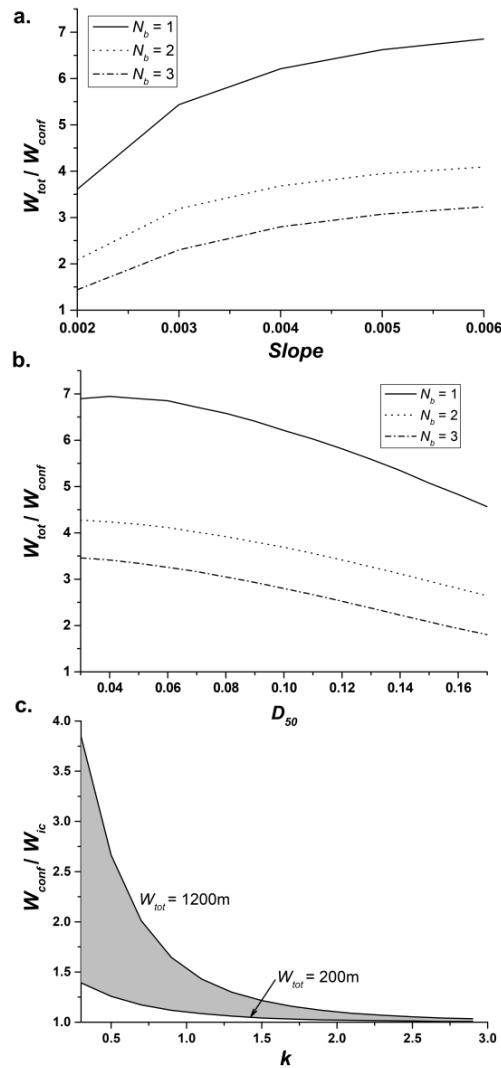 a.
N_b = 1
N_b = 2
N_b = 3
7
6
5
4
3
2
1
W_tot / W_conf
0.002
0.003
0.004
0.005
0.006
Slope
b.
N_b = 1
N_b = 2
N_b = 3
7
6
5
4
3
2
1
W_tot / W_conf
0.04
0.06
0.08
0.10
0.12
0.14
0.16
D_50
c.
4.0
3.5
3.0
2.5
2.0
1.5
1.0
W_conf / W_ic
W_tot = 1200m
W_tot = 200m
0.5
1.0
1.5
2.0
2.5
3.0
k